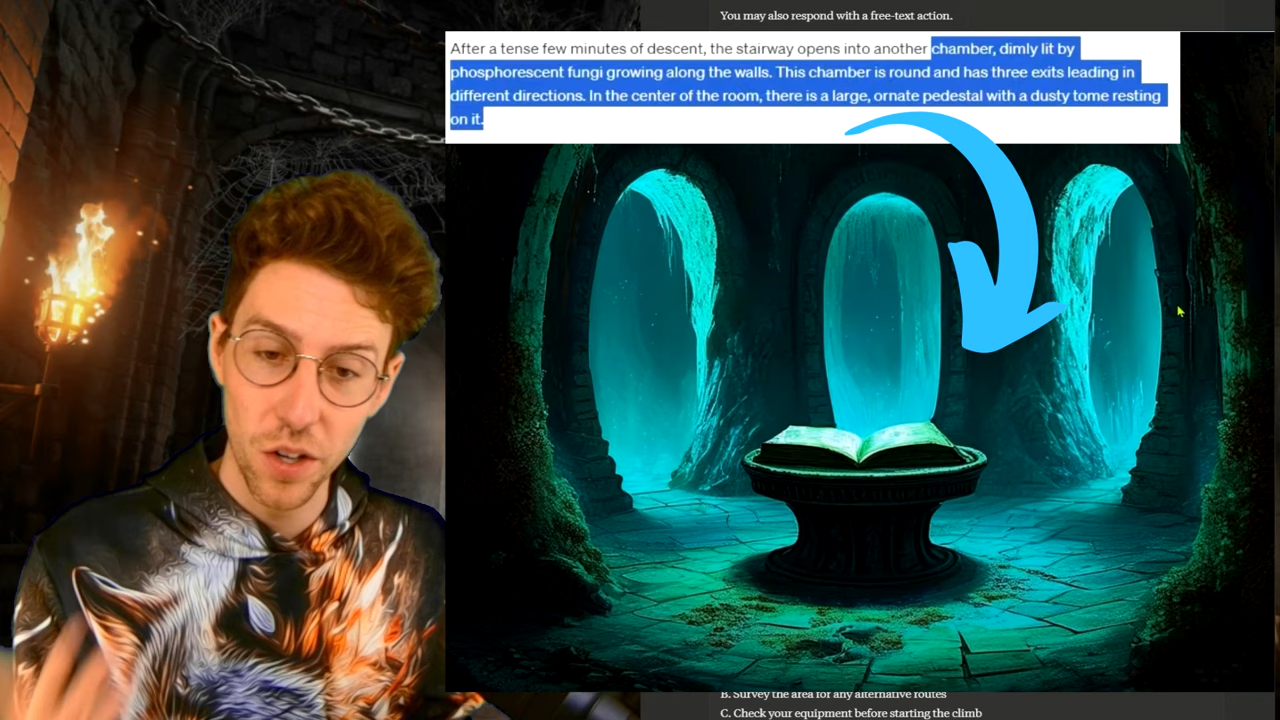 You may also respond with a free-text action.
After a tense few minutes of descent, the stairway opens into another chamber, dimly lit by
phosphorescent fungi growing along the walls. This chamber is round and has three exits leading in
different directions. In the center of the room, there is a large, ornate pedestal with a dusty tome resting
on it.
B. Survey the area for any alternative routes
C. Check your equipment before starting the climb